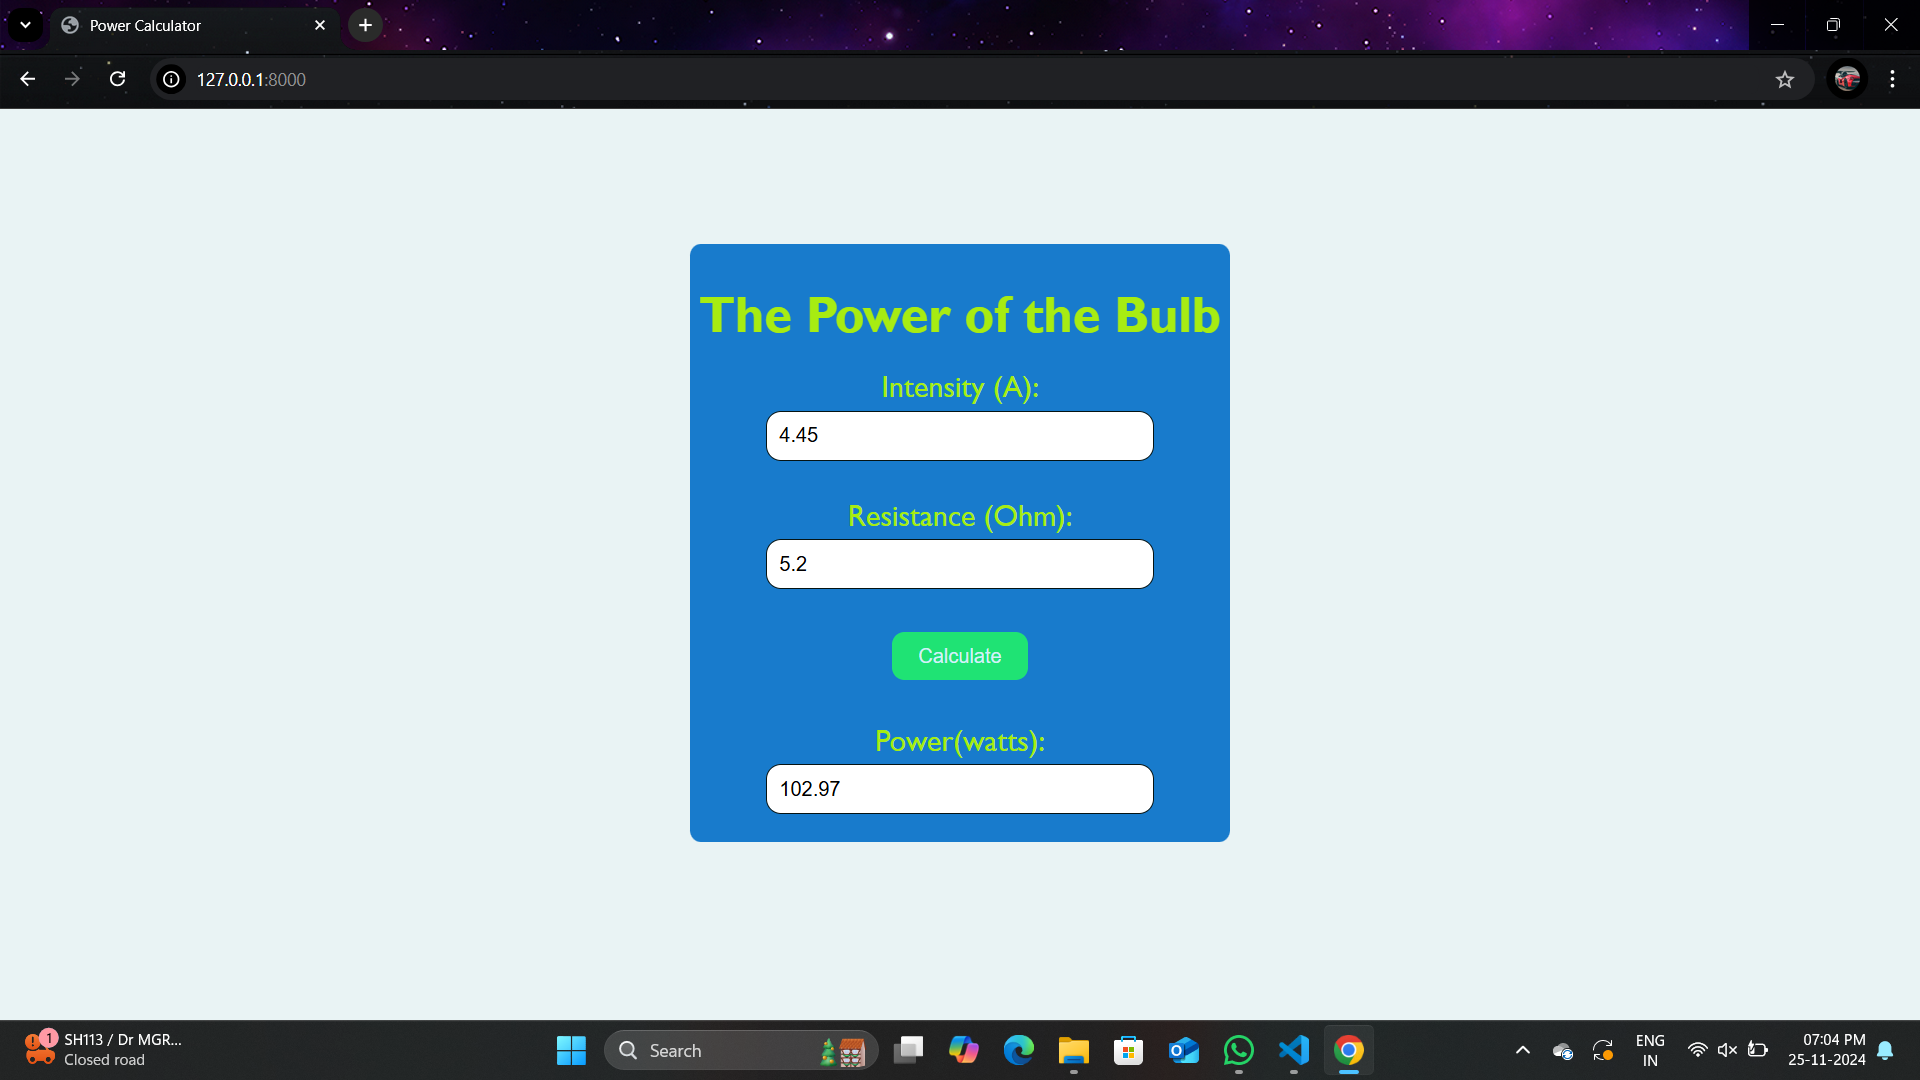 Power Calculator
127.0.0.1:8000
The Power of the Bulb
Intensity (A):
4.45
Resistance (Ohm):
5.2
Calculate
Power(watts):
102.97
1
SH113 / Dr MGR...
Closed road
Search
ENG
IN
07:04 PM
25-11-2024